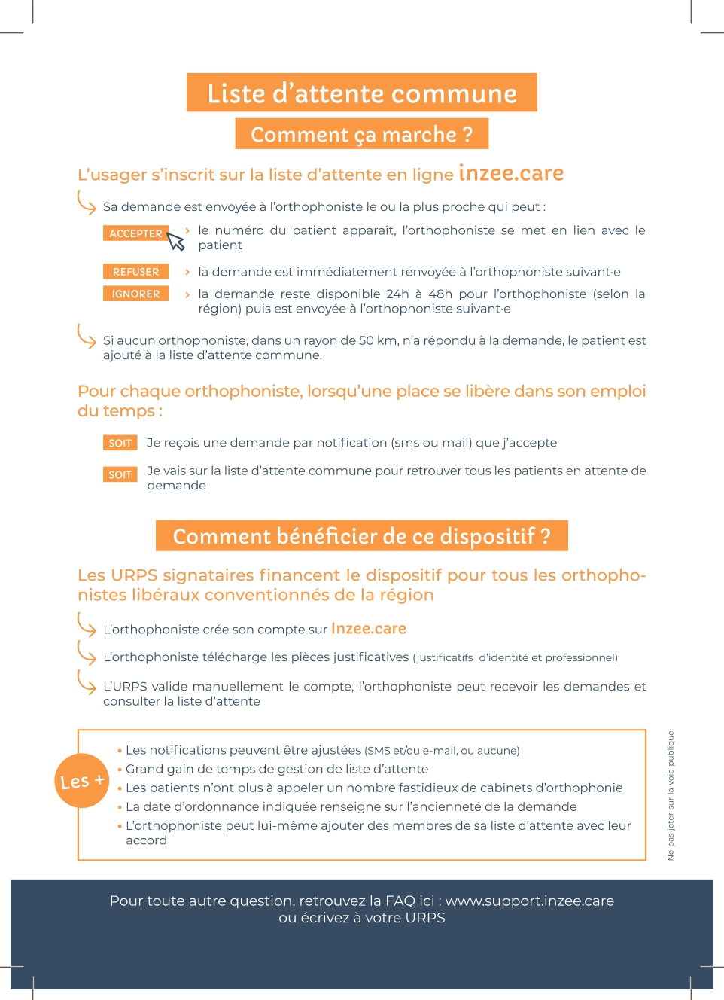 Liste d’attente commune
Comment ça marche ?
L’usager s’inscrit sur la liste d’attente en ligne inzee.care
Sa demande est envoyée à l’orthophoniste le ou la plus proche qui peut :
ACCEPTER › le numéro du patient apparaît, l’orthophoniste se met en lien avec le
patient
REFUSER › la demande est immédiatement renvoyée à l’orthophoniste suivant·e
IGNORER › la demande reste disponible 24h à 48h pour l’orthophoniste (selon la
région) puis est envoyée à l’orthophoniste suivant·e
Si aucun orthophoniste, dans un rayon de 50 km, n’a répondu à la demande, le patient est
ajouté à la liste d’attente commune.
Pour chaque orthophoniste, lorsqu’une place se libère dans son emploi
du temps :
SOIT Je reçois une demande par notification (sms ou mail) que j’accepte
SOIT Je vais sur la liste d’attente commune pour retrouver tous les patients en attente de
demande
Comment bénéficier de ce dispositif ?
Les URPS signataires financent le dispositif pour tous les orthopho-
nistes libéraux conventionnés de la région
L’orthophoniste crée son compte sur Inzee.care
L’orthophoniste télécharge les pièces justificatives (justificatifs d’identité et professionnel)
L’URPS valide manuellement le compte, l’orthophoniste peut recevoir les demandes et
consulter la liste d’attente
Les +
• Les notifications peuvent être ajustées (SMS et/ou e-mail, ou aucune)
• Grand gain de temps de gestion de liste d’attente
• Les patients n’ont plus à appeler un nombre fastidieux de cabinets d’orthophonie
• La date d’ordonnance indiquée renseigne sur l’ancienneté de la demande
• L’orthophoniste peut lui-même ajouter des membres de sa liste d’attente avec leur
accord
Ne pas jeter sur la voie publique.
Pour toute autre question, retrouvez la FAQ ici : www.support.inzee.care
ou écrivez à votre URPS